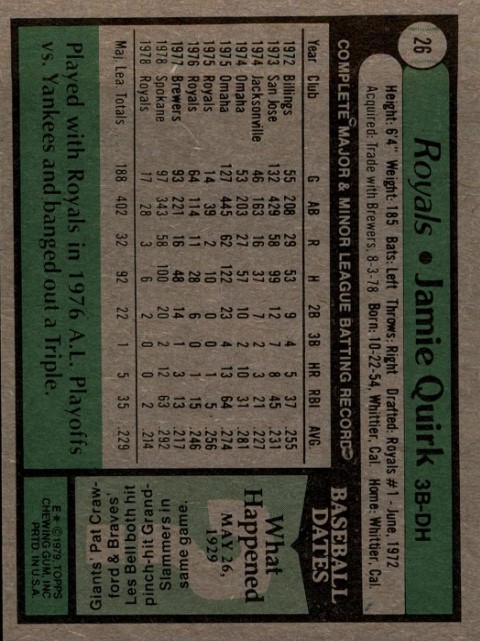 26
Royals • Jamie Quirk 3B-DH
Height: 6'4" Weight: 185 Bats: Left Throws: Right Drafted: Royals #1 - June, 1972
Acquired: Trade with Brewers, 8-3-78 Born: 10-22-54, Whittier, Cal. Home: Whittier, Cal.
COMPLETE MAJOR & MINOR LEAGUE BATTING RECORD
Year Club G AB R H 2B 3B HR RBI AVG.
1972 Billings 55 208 29 53 9 4 5 37 .255
1973 San Jose 132 429 58 99 12 7 8 45 .231
1974 Jacksonville 46 163 16 37 7 2 3 21 .227
1974 Omaha 53 203 27 57 10 2 10 31 .281
1975 Omaha 127 445 62 122 23 4 13 64 .274
1975 Royals 14 39 2 10 0 0 1 5 .256
1976 Royals 64 114 11 28 6 0 1 15 .246
1977 Brewers 93 221 16 48 14 1 3 13 .217
1978 Spokane 97 343 58 100 20 2 12 63 .292
1978 Royals 17 28 3 6 2 0 0 2 .214
Maj. Lea Totals 188 402 32 92 22 1 5 35 .229
Played with Royals in 1976 A.L. Playoffs
vs. Yankees and banged out a Triple.
BASEBALL
DATES
What
Happened
MAY 26,
1929
Giants' Pat Craw-
ford & Braves'
Les Bell both hit
pinch-hit grand-
Slammers in
same game.
E* © 1979 TOPPS
CHEWING GUM, INC
PRTD. IN U.S.A.